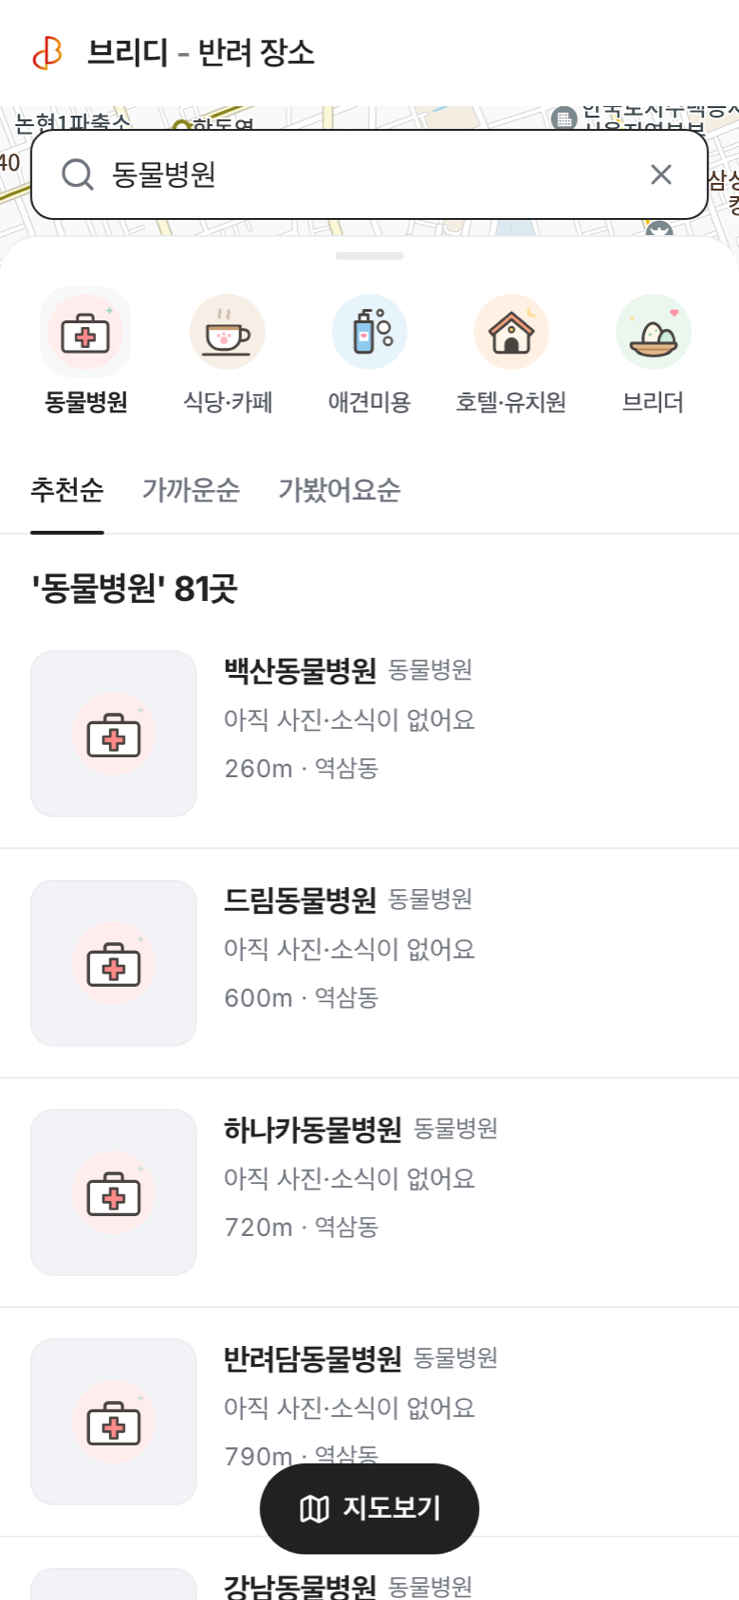 브리디 - 반려 장소
논현1파출소
40
동물병원
동물병원
식당·카페
애견미용
호텔·유치원
브리더
추천순
가까운순
가봤어요순
'동물병원' 81곳
백산동물병원 동물병원
아직 사진·소식이 없어요
260m · 역삼동
드림동물병원 동물병원
아직 사진·소식이 없어요
600m · 역삼동
하나카동물병원 동물병원
아직 사진·소식이 없어요
720m · 역삼동
반려담동물병원 동물병원
아직 사진·소식이 없어요
790m · 역삼동
지도보기
강남동물병원 동물병원